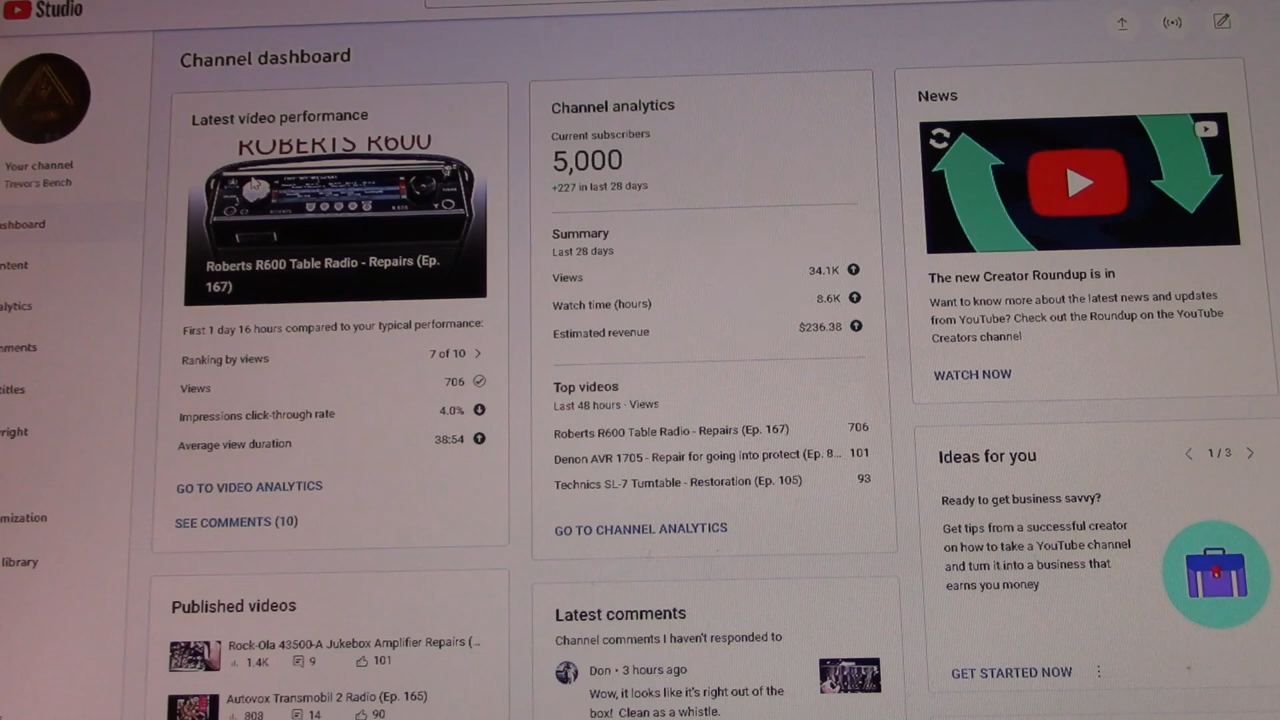 Studio
Your channel
Trevor's Bench
ashboard
ntent
alytics
mments
titles
right
mization
library
Channel dashboard
Latest video performance
ROBERTS R600
Roberts R600 Table Radio - Repairs (Ep.
167)
First 1 day 16 hours compared to your typical performance:
Ranking by views 7 of 10
Views 706
Impressions click-through rate 4.0%
Average view duration 38:54
GO TO VIDEO ANALYTICS
SEE COMMENTS (10)
Published videos
Rock-Ola 43500-A Jukebox Amplifier Repairs (...
1.4K 9 101
Autovox Transmobil 2 Radio (Ep. 165)
808 14 90
Channel analytics
Current subscribers
5,000
+227 in last 28 days
Summary
Last 28 days
Views 34.1K
Watch time (hours) 8.6K
Estimated revenue $236.38
Top videos
Last 48 hours · Views
Roberts R600 Table Radio - Repairs (Ep. 167) 706
Denon AVR 1705 - Repair for going into protect (Ep. 8... 101
Technics SL-7 Turntable - Restoration (Ep. 105) 93
GO TO CHANNEL ANALYTICS
Latest comments
Channel comments I haven't responded to
Don · 3 hours ago
Wow, it looks like it's right out of the
box! Clean as a whistle.
News
The new Creator Roundup is in
Want to know more about the latest news and updates
from YouTube? Check out the Roundup on the YouTube
Creators channel
WATCH NOW
Ideas for you 1/3
Ready to get business savvy?
Get tips from a successful creator
on how to take a YouTube channel
and turn it into a business that
earns you money
GET STARTED NOW